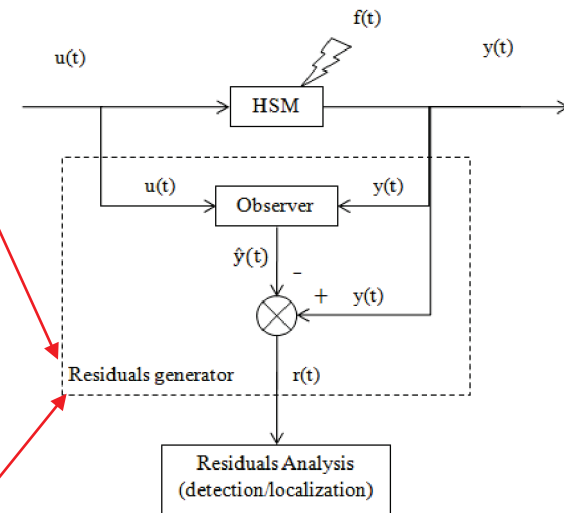 f(t)
u(t)
y(t)
HSM
u(t)
y(t)
Observer
ŷ(t)
-
+
y(t)
Residuals generator
r(t)
Residuals Analysis
(detection/localization)